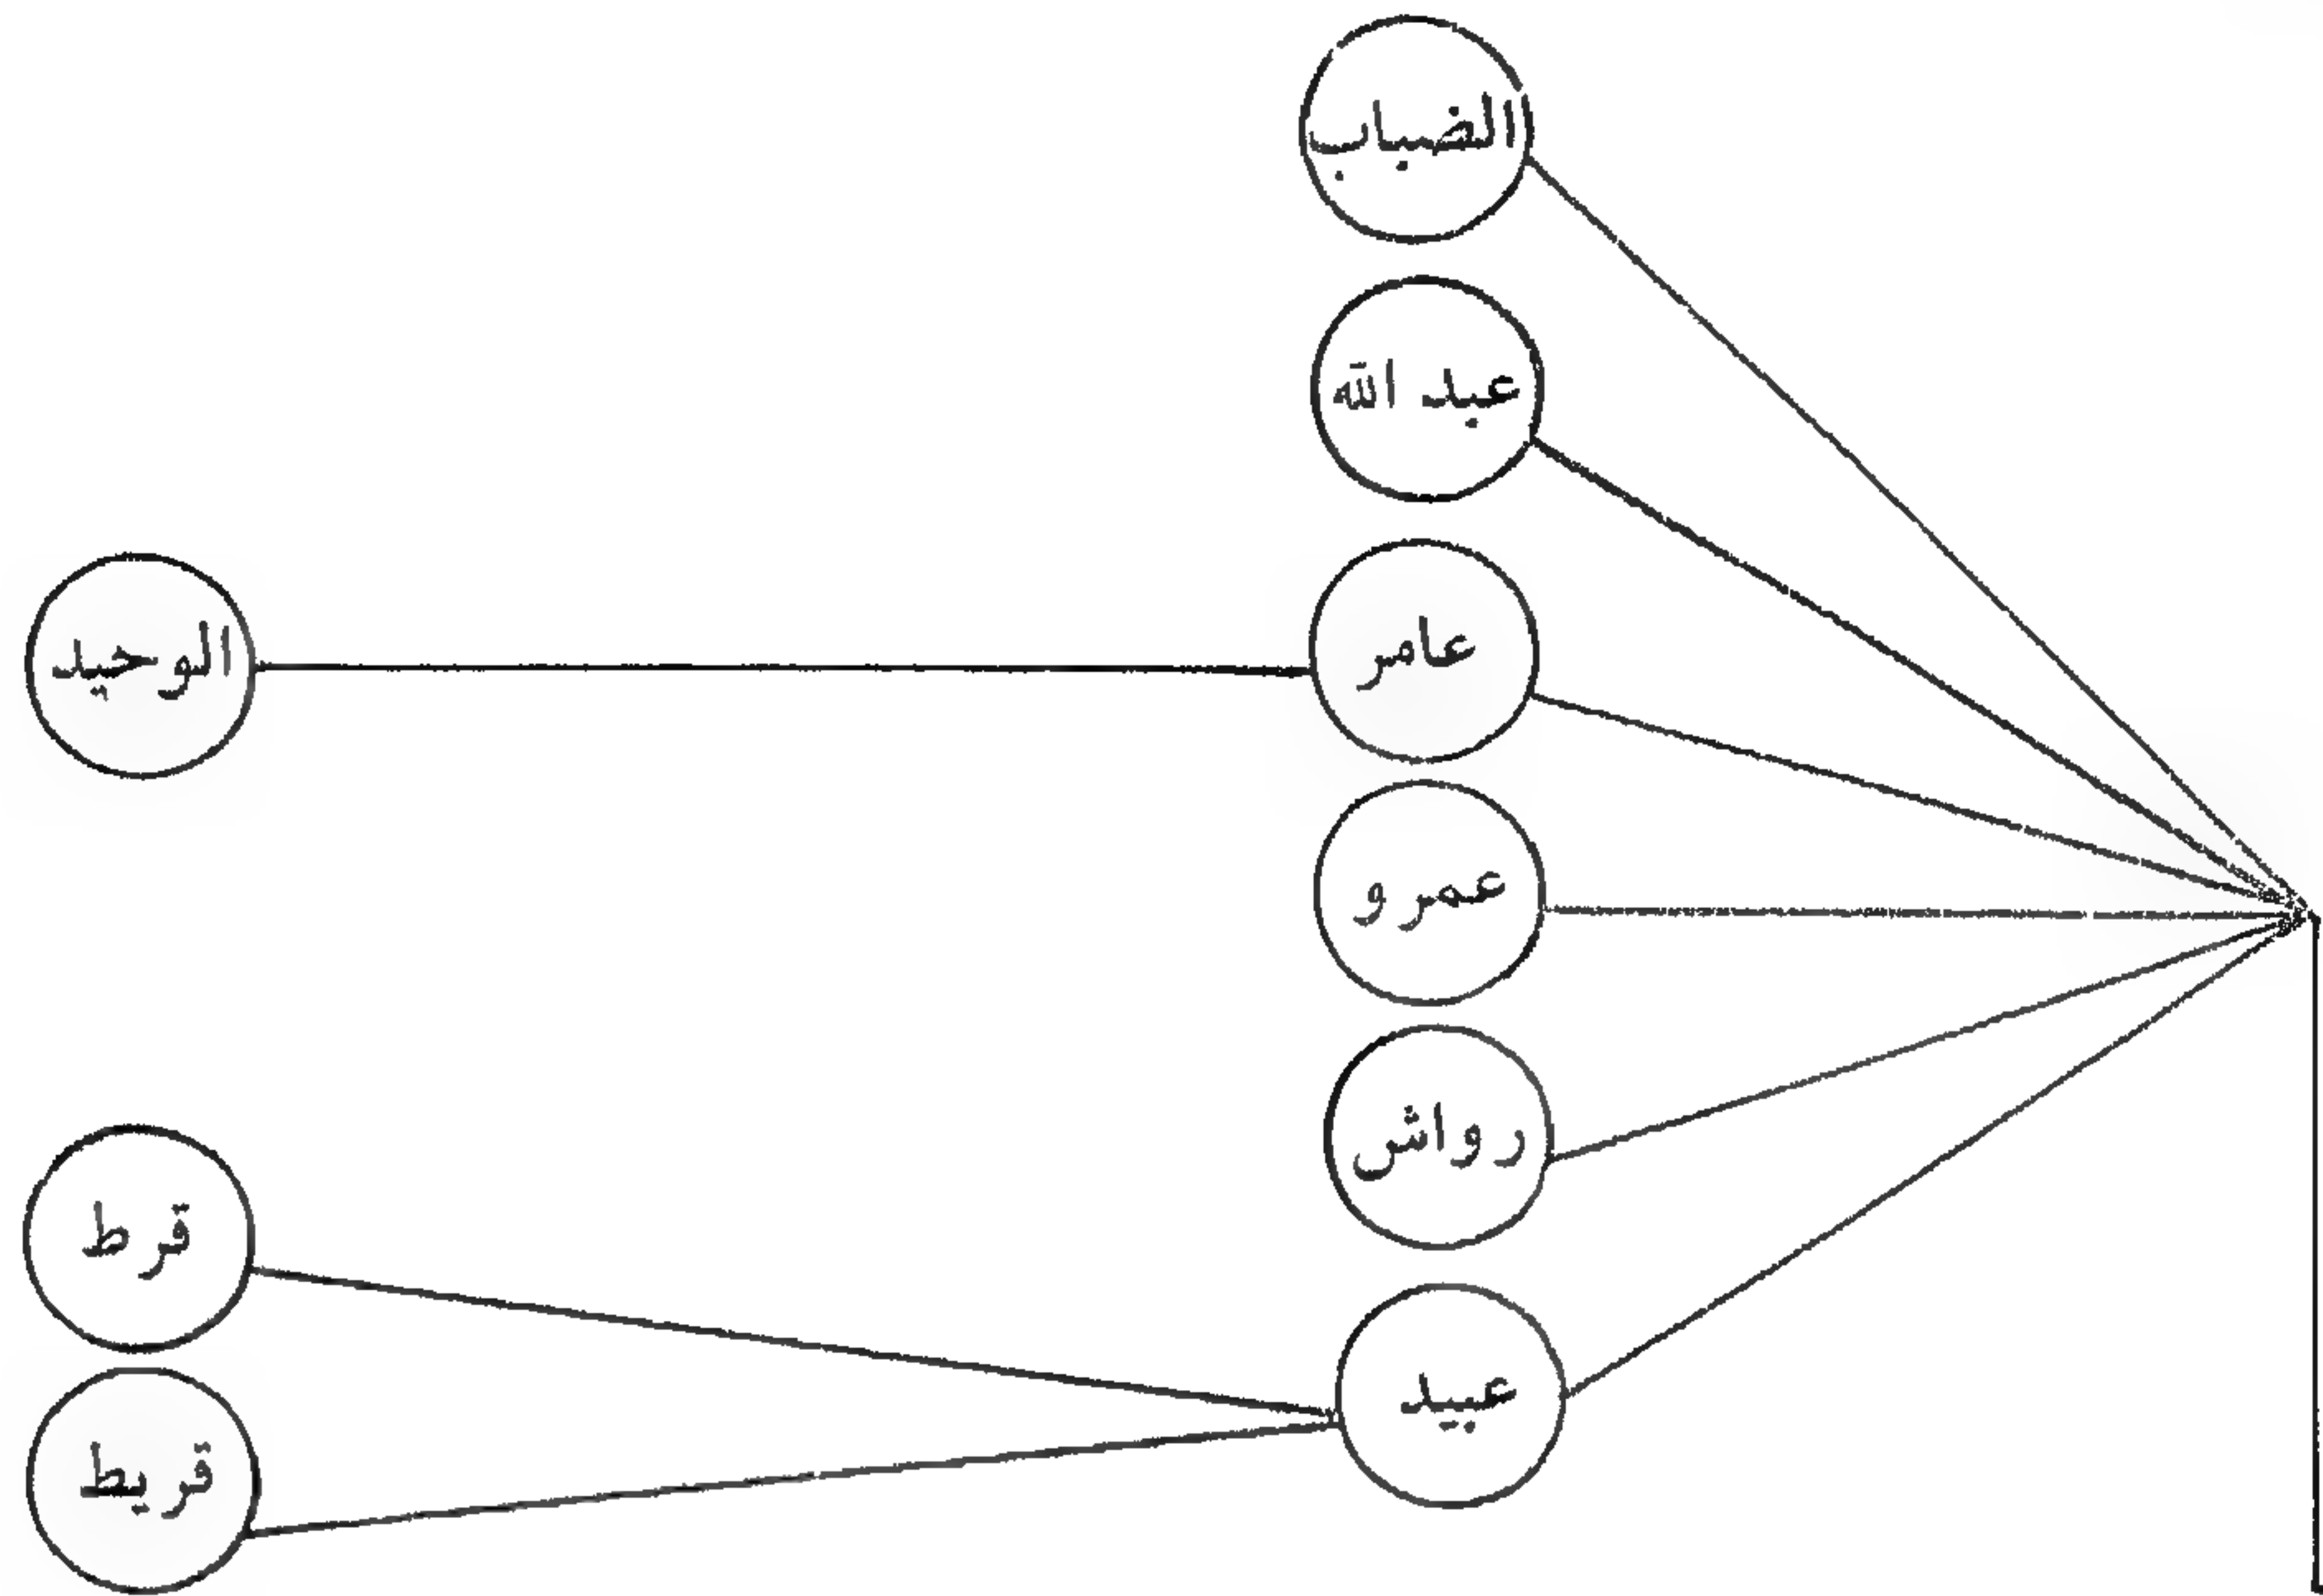 الضباب
عبد الله
عامر
الوحيد
عمرو
رواش
قرط
عبيد
قريط